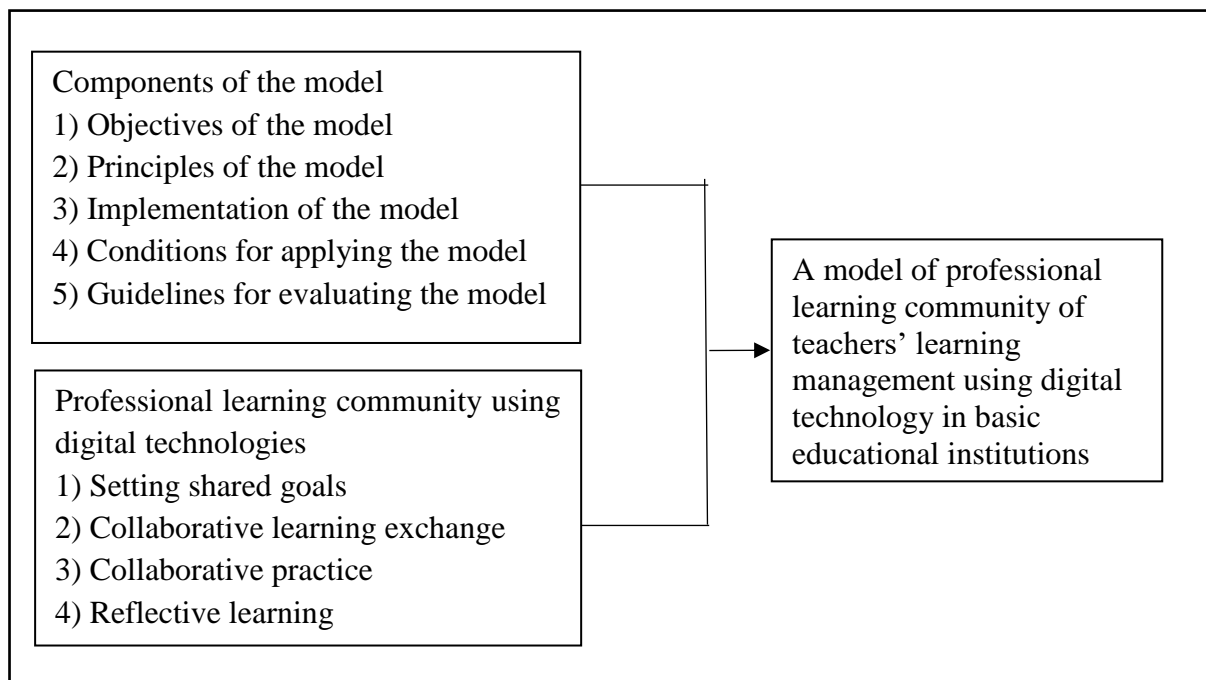 Components of the model
1) Objectives of the model
2) Principles of the model
3) Implementation of the model
4) Conditions for applying the model
5) Guidelines for evaluating the model
Professional learning community using
digital technologies
1) Setting shared goals
2) Collaborative learning exchange
3) Collaborative practice
4) Reflective learning
A model of professional
learning community of
teachers’ learning
management using digital
technology in basic
educational institutions